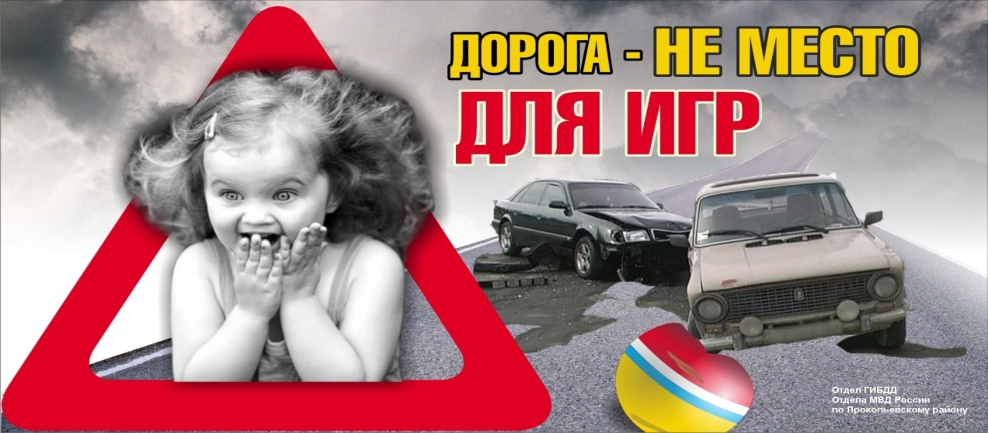 ДОРОГА - НЕ МЕСТО
ДЛЯ ИГР
Отдел ГИБДД
Отдела МВД России
по Прокопьевскому району